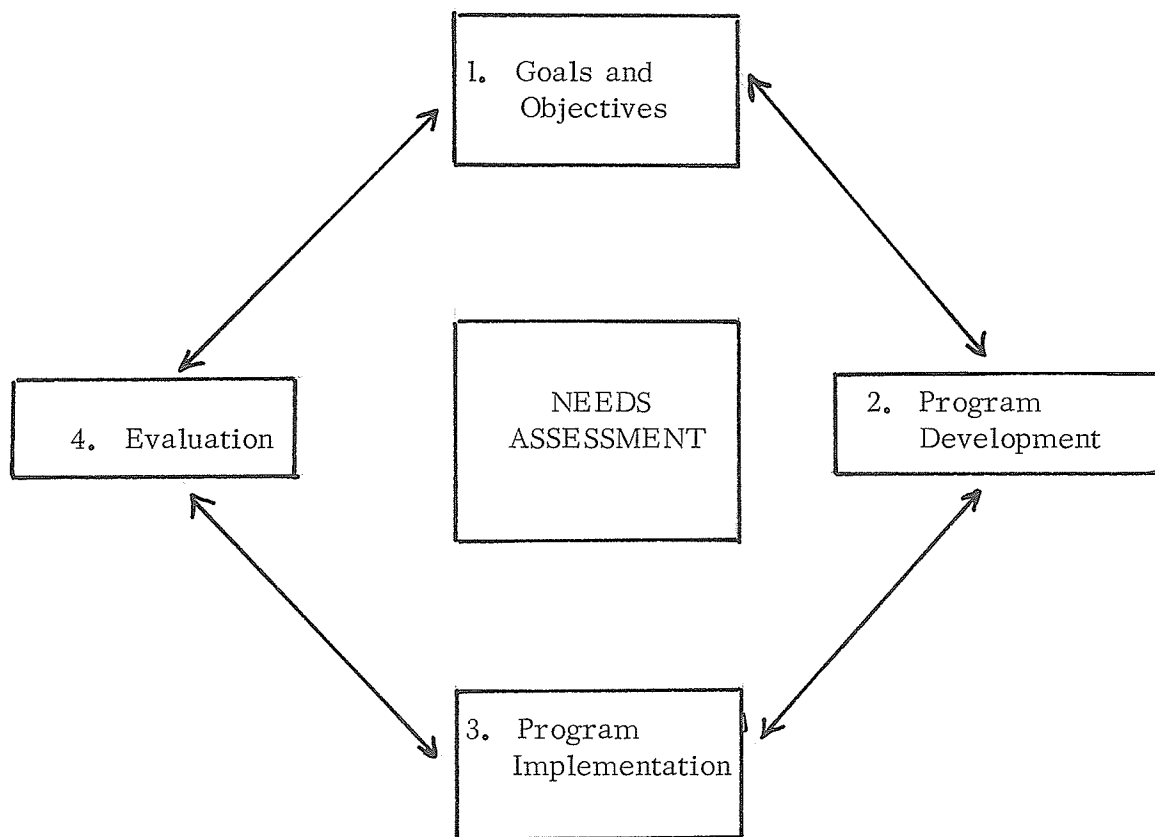 1. Goals and
Objectives
NEEDS
ASSESSMENT
2. Program
Development
4. Evaluation
3. Program
Implementation